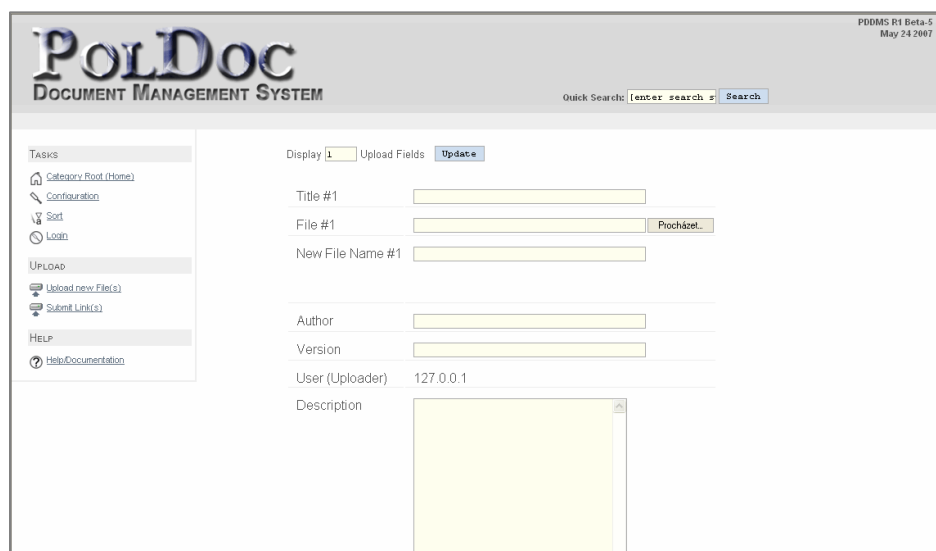 PDDMS R1 Beta-5
May 24 2007
PolDoc
Document Management System
Quick Search: [enter search s Search
Tasks
Category Root (Home)
Configuration
Sort
Login
Upload
Upload new File(s)
Submit Link(s)
Help
Help/Documentation
Display 1 Upload Fields Update
Title #1
File #1 Procházet...
New File Name #1
Author
Version
User (Uploader) 127.0.0.1
Description